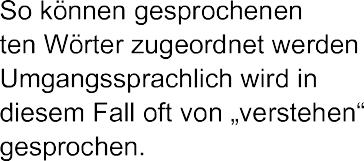 So können gesprochenen
ten Wörter zugeordnet werden
Umgangssprachlich wird in
diesem Fall oft von „verstehen“
gesprochen.